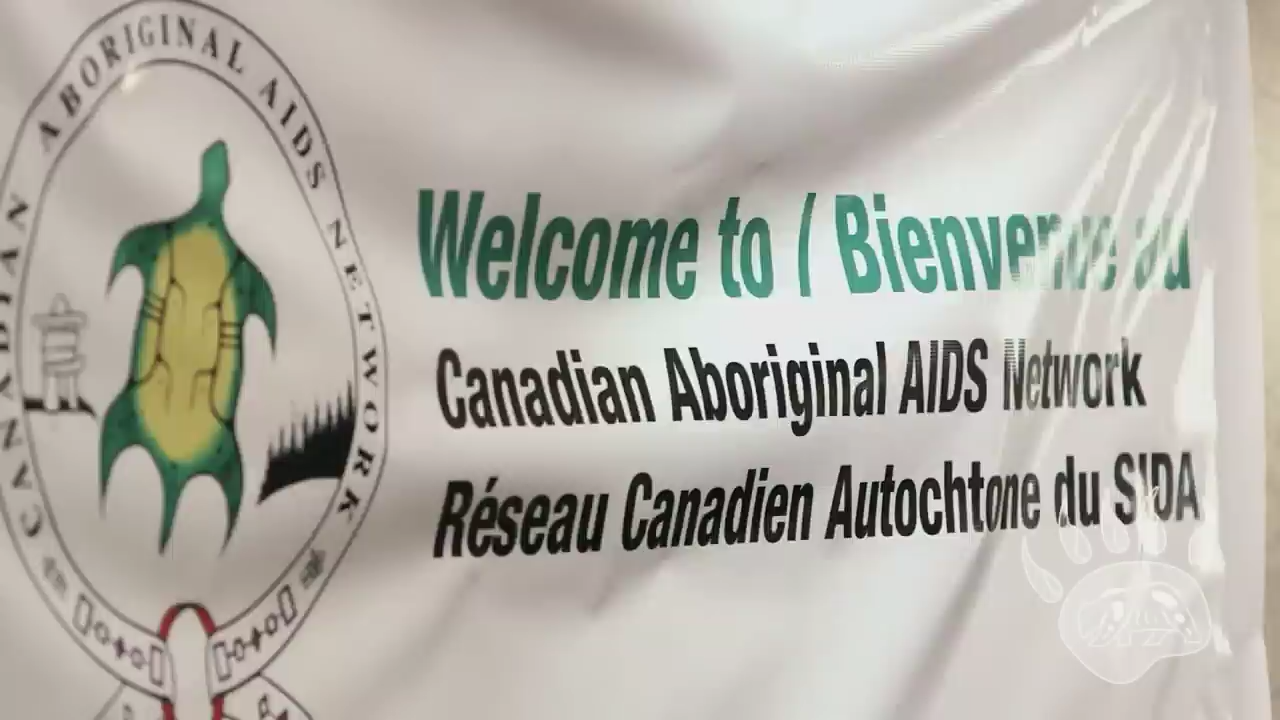 CANADIAN ABORIGINAL AIDS NETWORK
Welcome to / Bienvenue au
Canadian Aboriginal AIDS Network
Réseau Canadien Autochtone du SIDA